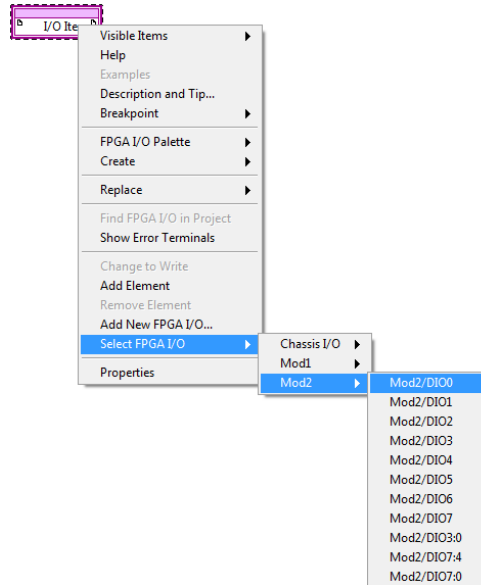 I/O Ite
Visible Items
Help
Examples
Description and Tip...
Breakpoint
FPGA I/O Palette
Create
Replace
Find FPGA I/O in Project
Show Error Terminals
Change to Write
Add Element
Remove Element
Add New FPGA I/O...
Select FPGA I/O
Properties
Chassis I/O
Mod1
Mod2
Mod2/DIO0
Mod2/DIO1
Mod2/DIO2
Mod2/DIO3
Mod2/DIO4
Mod2/DIO5
Mod2/DIO6
Mod2/DIO7
Mod2/DIO3:0
Mod2/DIO7:4
Mod2/DIO7:0